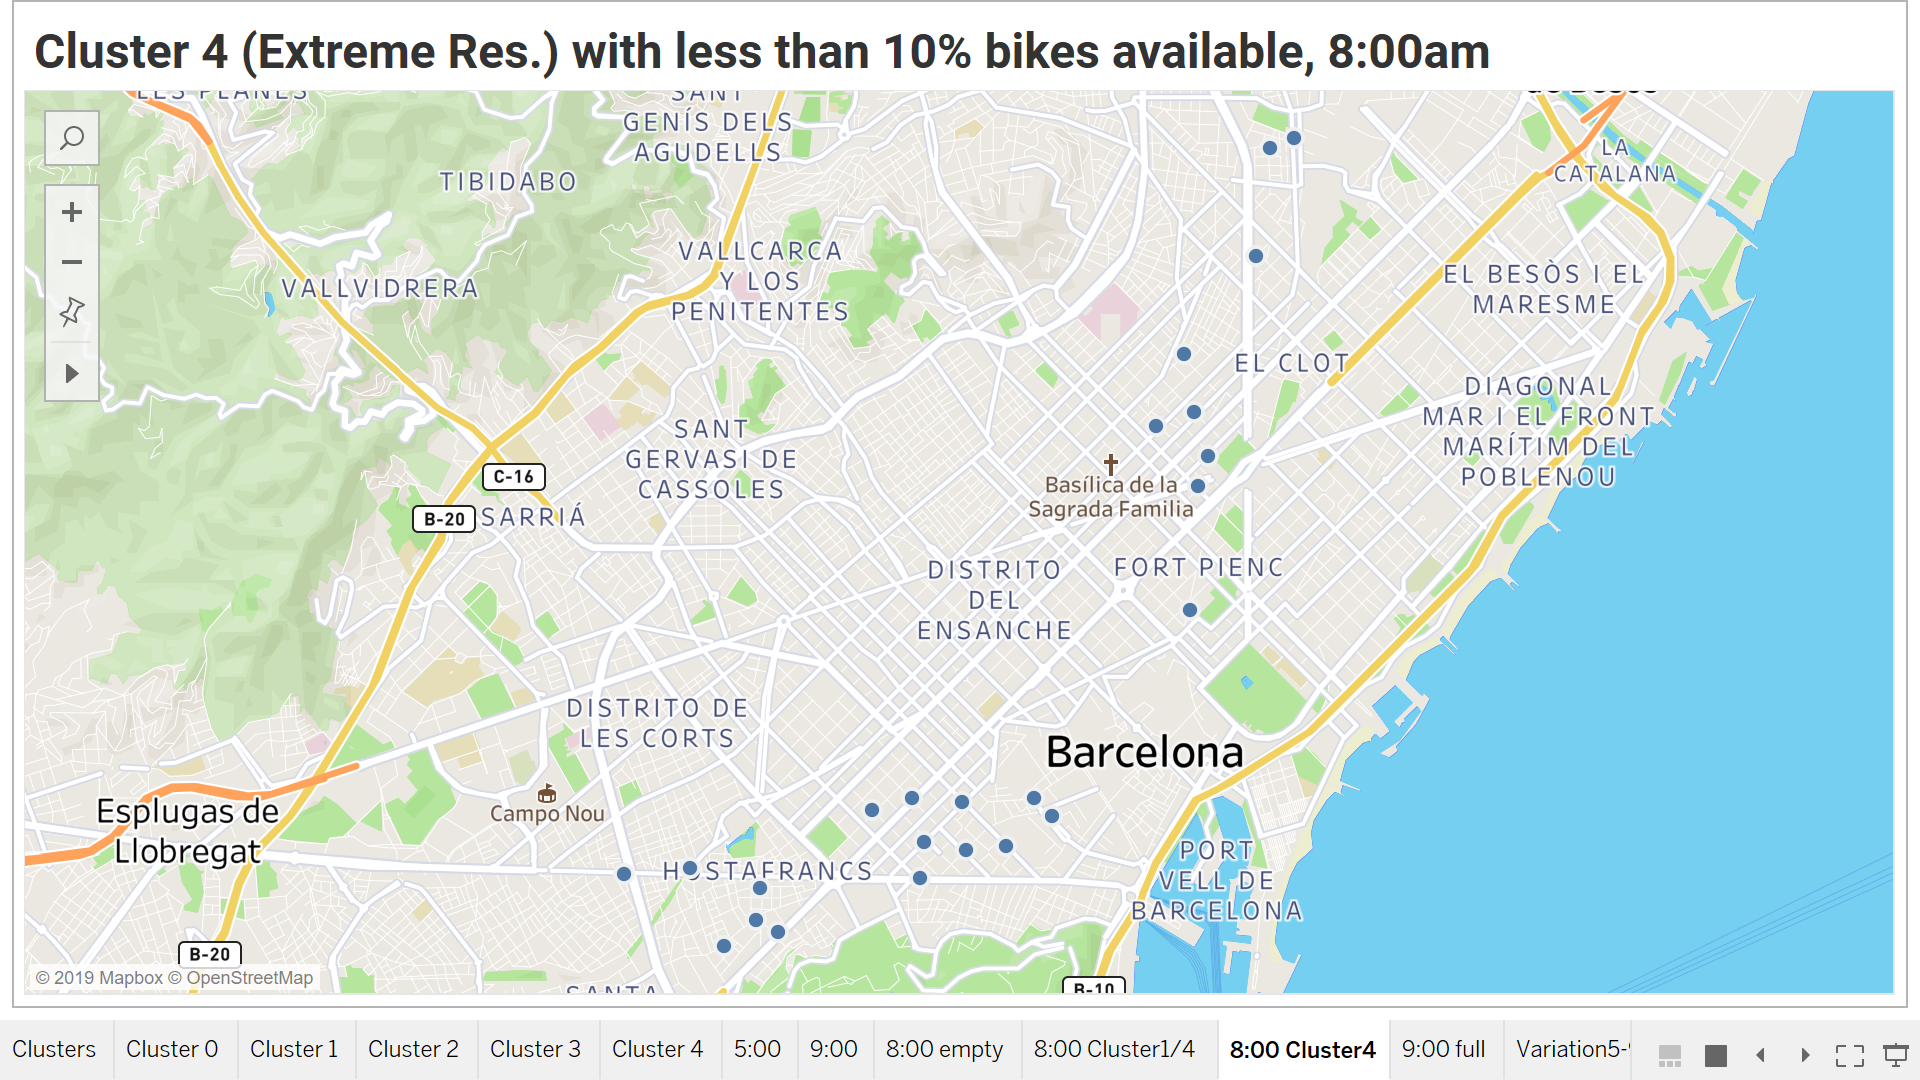 Cluster 4 (Extreme Res.) with less than 10% bikes available, 8:00am
LES PLANES
SANT
GENÍS DELS
AGUDELLS
LA
CATALANA
TIBIDABO
VALLCARCA
Y LOS
PENITENTES
VALLVIDRERA
EL BESÒS I EL
MARESME
EL CLOT
DIAGONAL
MAR I EL FRONT
MARÍTIM DEL
POBLENOU
SANT
GERVASI DE
CASSOLES
C-16
B-20
SARRIÁ
Basílica de la
Sagrada Familia
DISTRITO
DEL
ENSANCHE
FORT PIENC
DISTRITO DE
LES CORTS
Barcelona
Campo Nou
Esplugas de
Llobregat
HOSTAFRANCS
PORT
VELL DE
BARCELONA
B-20
B-10
SANTA
© 2019 Mapbox © OpenStreetMap
Clusters Cluster 0 Cluster 1 Cluster 2 Cluster 3 Cluster 4 5:00 9:00 8:00 empty 8:00 Cluster1/4 8:00 Cluster4 9:00 full Variation5-